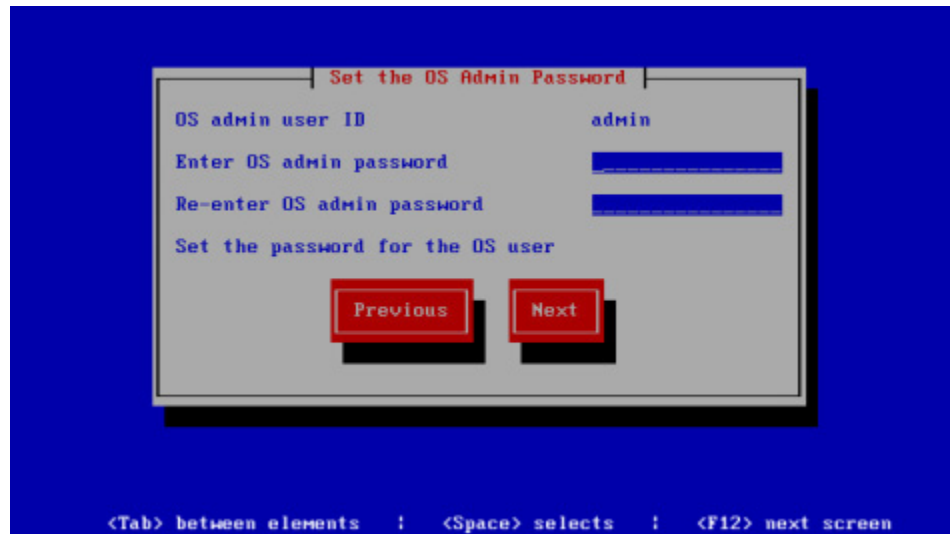 Set the OS Admin Password
OS admin user ID admin
Enter OS admin password
Re-enter OS admin password
Set the password for the OS user
Previous Next
<Tab> between elements ¦ <Space> selects ¦ <F12> next screen